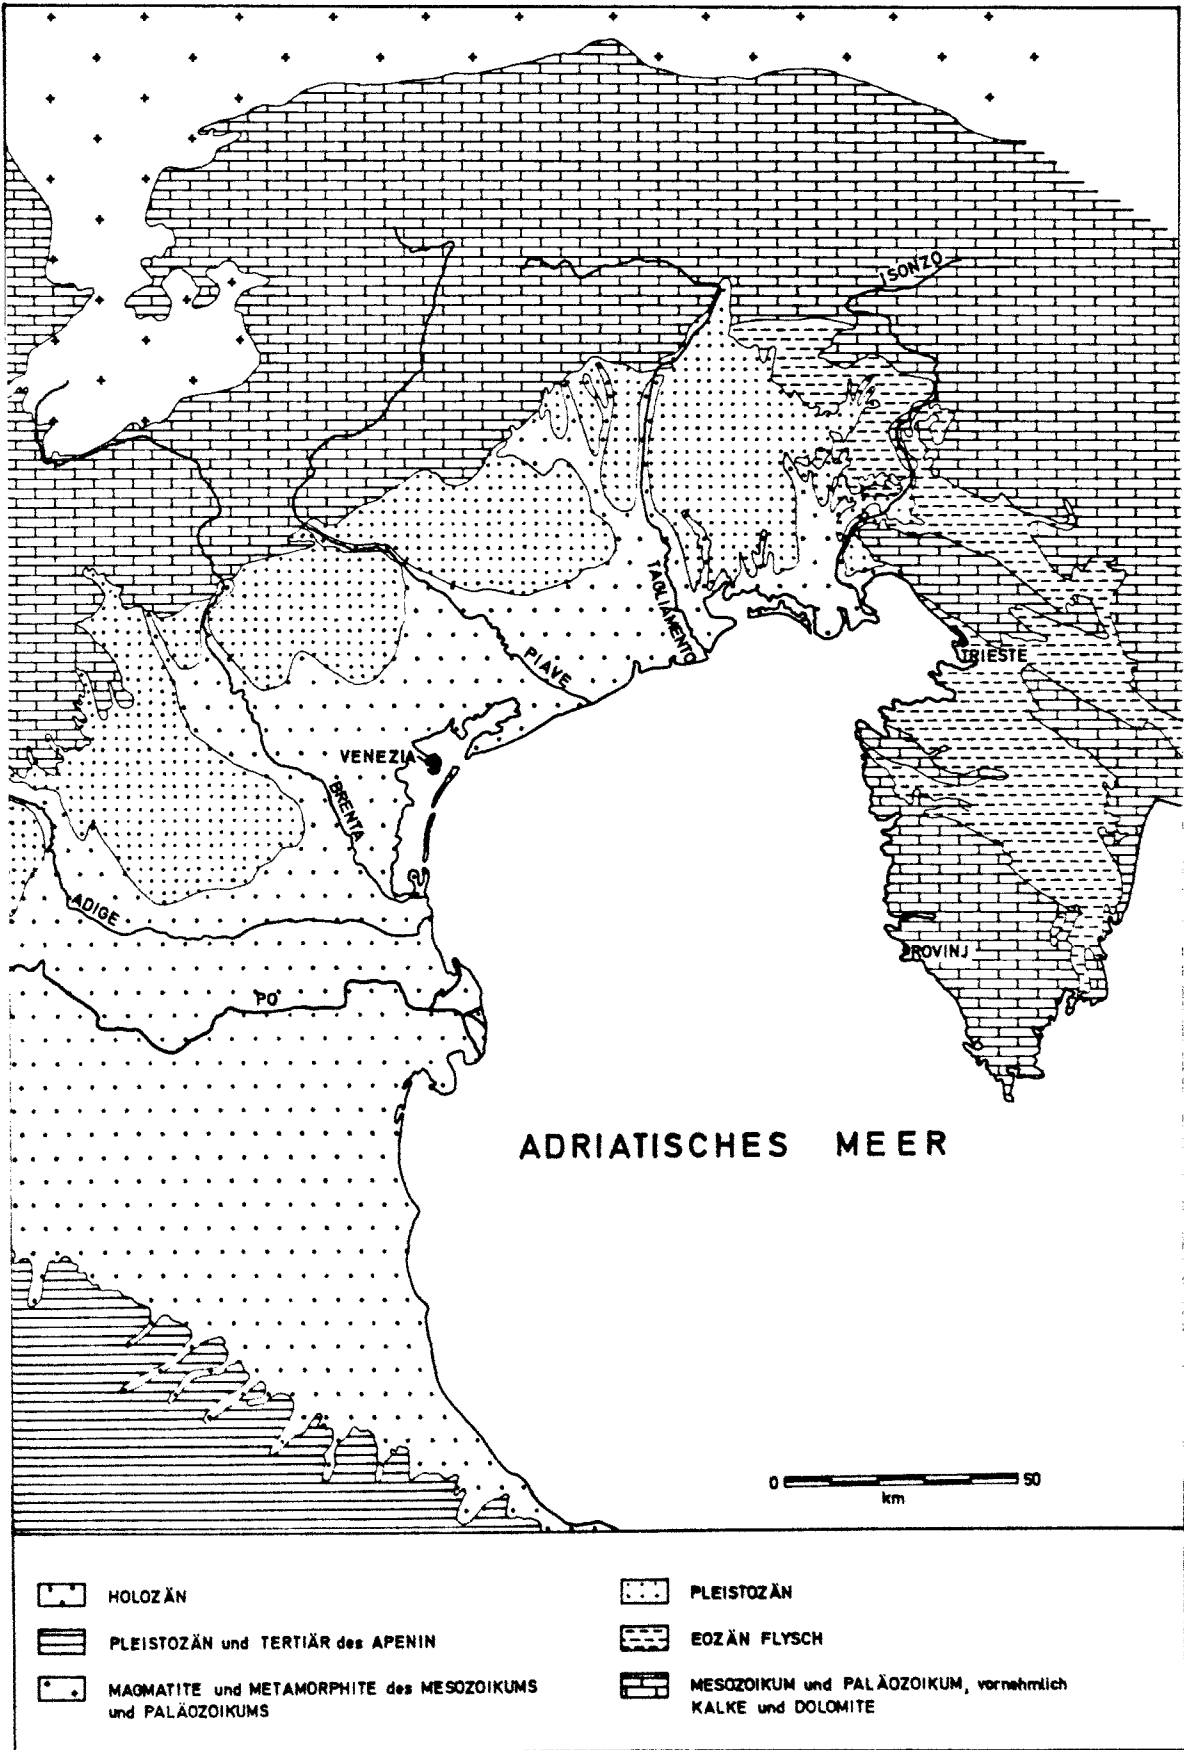 ISONZO
TAGLIAMENTO
PIAVE
TRIESTE
VENEZIA
BRENTA
ADIGE
ROVINJ
PO
ADRIATISCHES MEER
0 50
km
HOLOZÄN
PLEISTOZÄN und TERTIÄR des APENIN
MAGMATITE und METAMORPHITE des MESOZOIKUMS
und PALÄOZOIKUMS
PLEISTOZÄN
EOZÄN FLYSCH
MESOZOIKUM und PALÄOZOIKUM, vornehmlich
KALKE und DOLOMITE